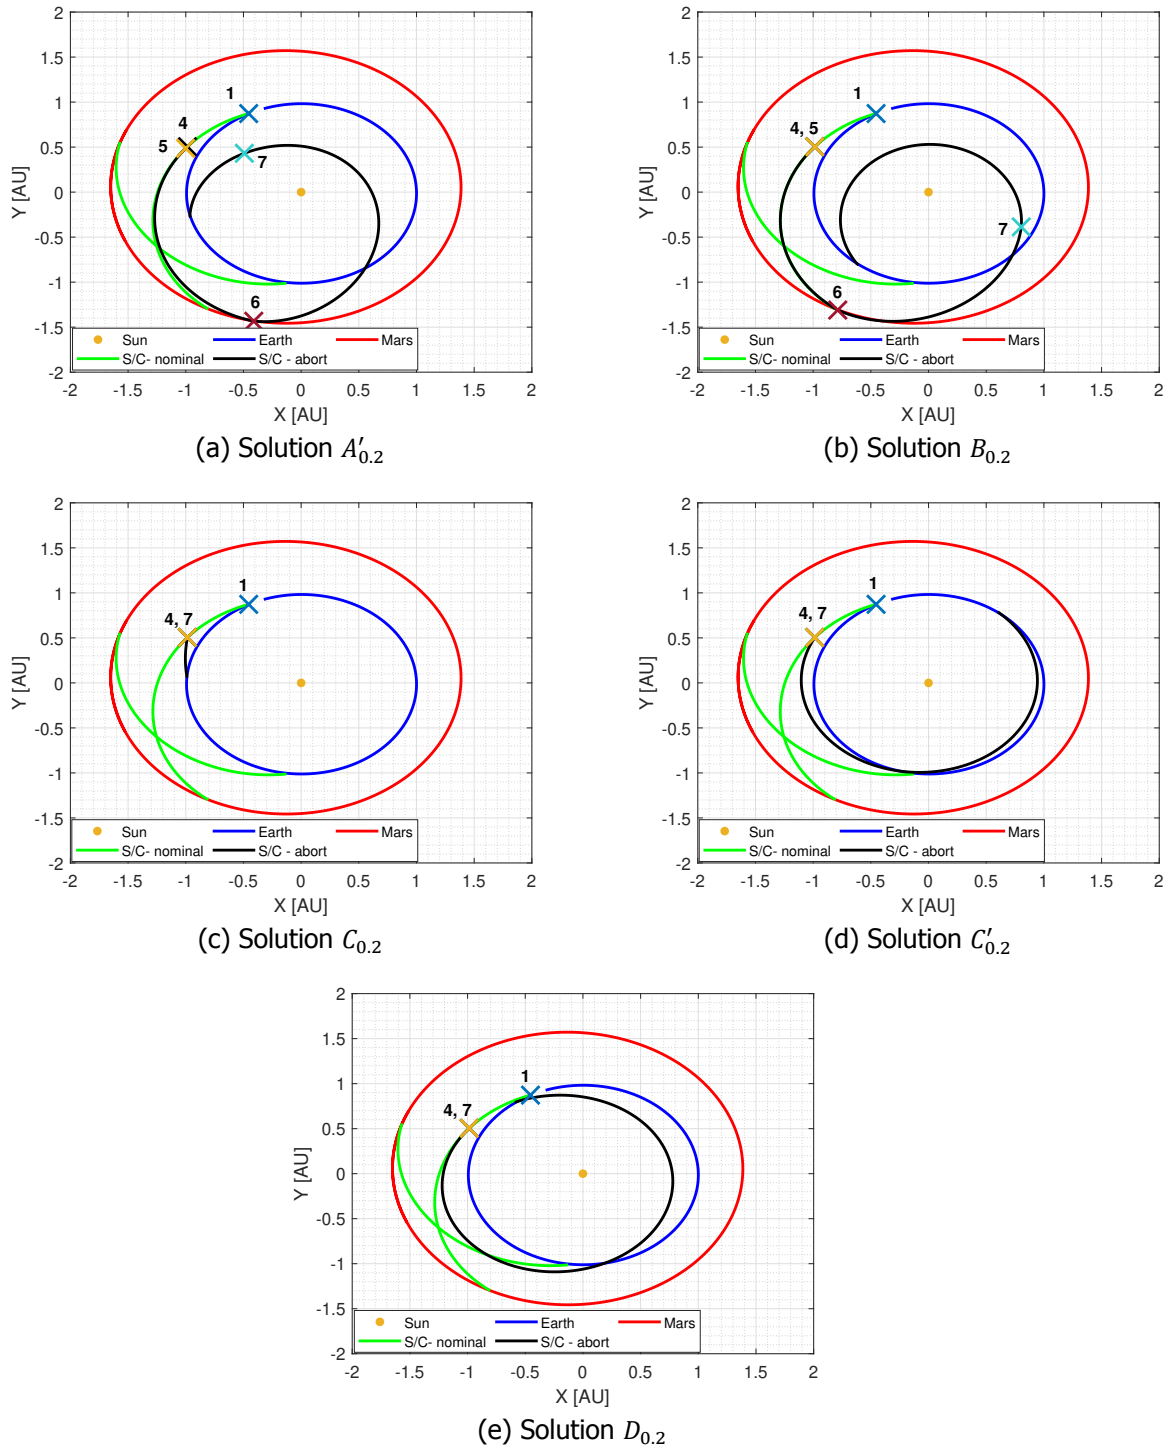 2
1.5
1
0.5
0
-0.5
-1
-1.5
-2
Y [AU]
1
4
5
7
6
Sun Earth Mars
S/C- nominal S/C - abort
-2 -1.5 -1 -0.5 0 0.5 1 1.5 2
X [AU]
(a) Solution A′0.2
2
1.5
1
0.5
0
-0.5
-1
-1.5
-2
Y [AU]
1
4, 5
7
6
Sun Earth Mars
S/C- nominal S/C - abort
-2 -1.5 -1 -0.5 0 0.5 1 1.5 2
X [AU]
(b) Solution B0.2
2
1.5
1
0.5
0
-0.5
-1
-1.5
-2
Y [AU]
1
4, 7
Sun Earth Mars
S/C- nominal S/C - abort
-2 -1.5 -1 -0.5 0 0.5 1 1.5 2
X [AU]
(c) Solution C0.2
2
1.5
1
0.5
0
-0.5
-1
-1.5
-2
Y [AU]
1
4, 7
Sun Earth Mars
S/C- nominal S/C - abort
-2 -1.5 -1 -0.5 0 0.5 1 1.5 2
X [AU]
(d) Solution C′0.2
2
1.5
1
0.5
0
-0.5
-1
-1.5
-2
Y [AU]
1
4, 7
Sun Earth Mars
S/C- nominal S/C - abort
-2 -1.5 -1 -0.5 0 0.5 1 1.5 2
X [AU]
(e) Solution D0.2